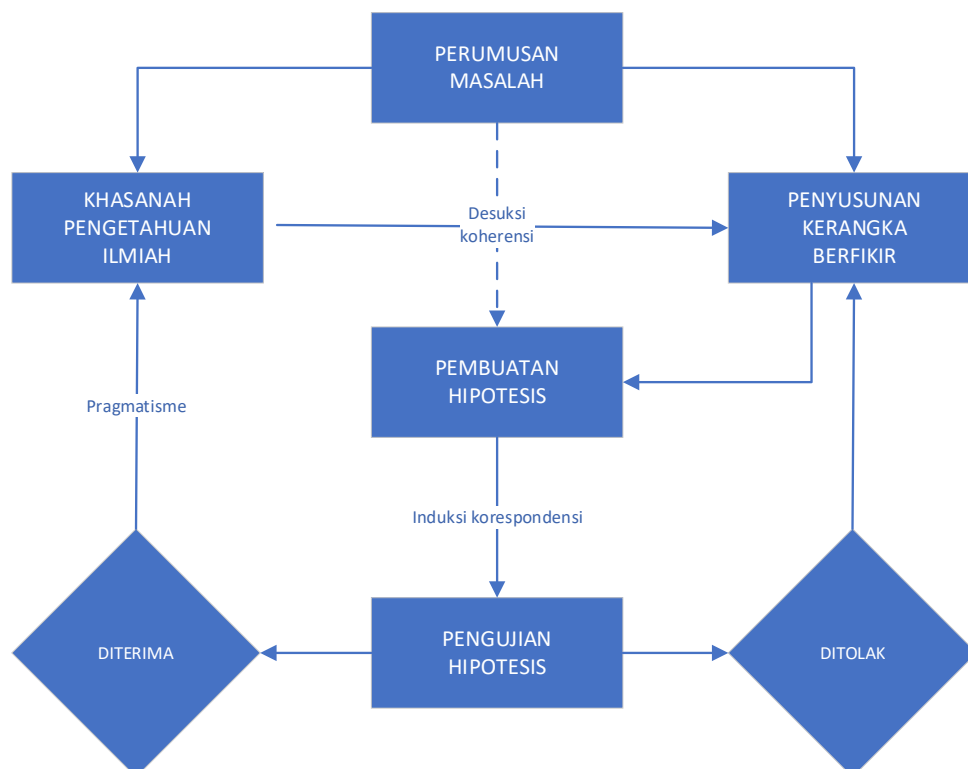 PERUMUSAN
MASALAH
KHASANAH
PENGETAHUAN
ILMIAH
Desuksi
koherensi
PENYUSUNAN
KERANGKA
BERFIKIR
PEMBUATAN
HIPOTESIS
Pragmatisme
Induksi korespondensi
DITERIMA
PENGUJIAN
HIPOTESIS
DITOLAK